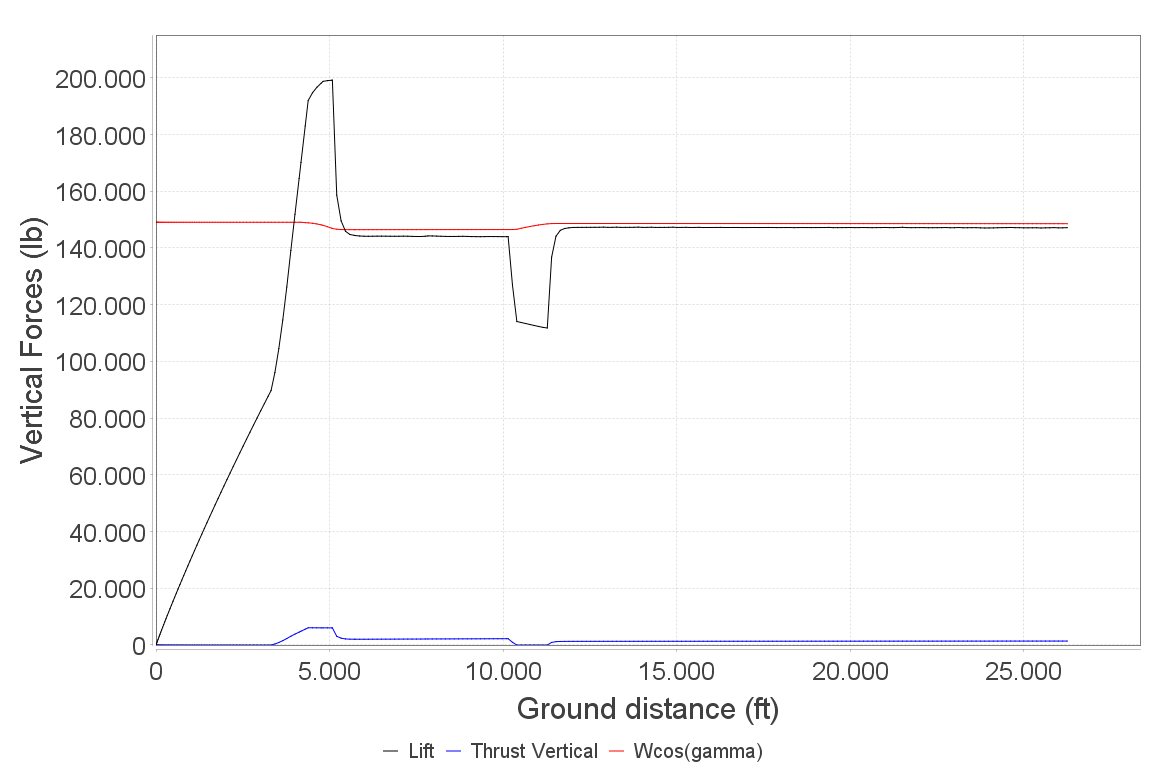 Vertical Forces (lb)
200.000
180.000
160.000
140.000
120.000
100.000
80.000
60.000
40.000
20.000
0
0 5.000 10.000 15.000 20.000 25.000
Ground distance (ft)
Lift Thrust Vertical Wcos(gamma)